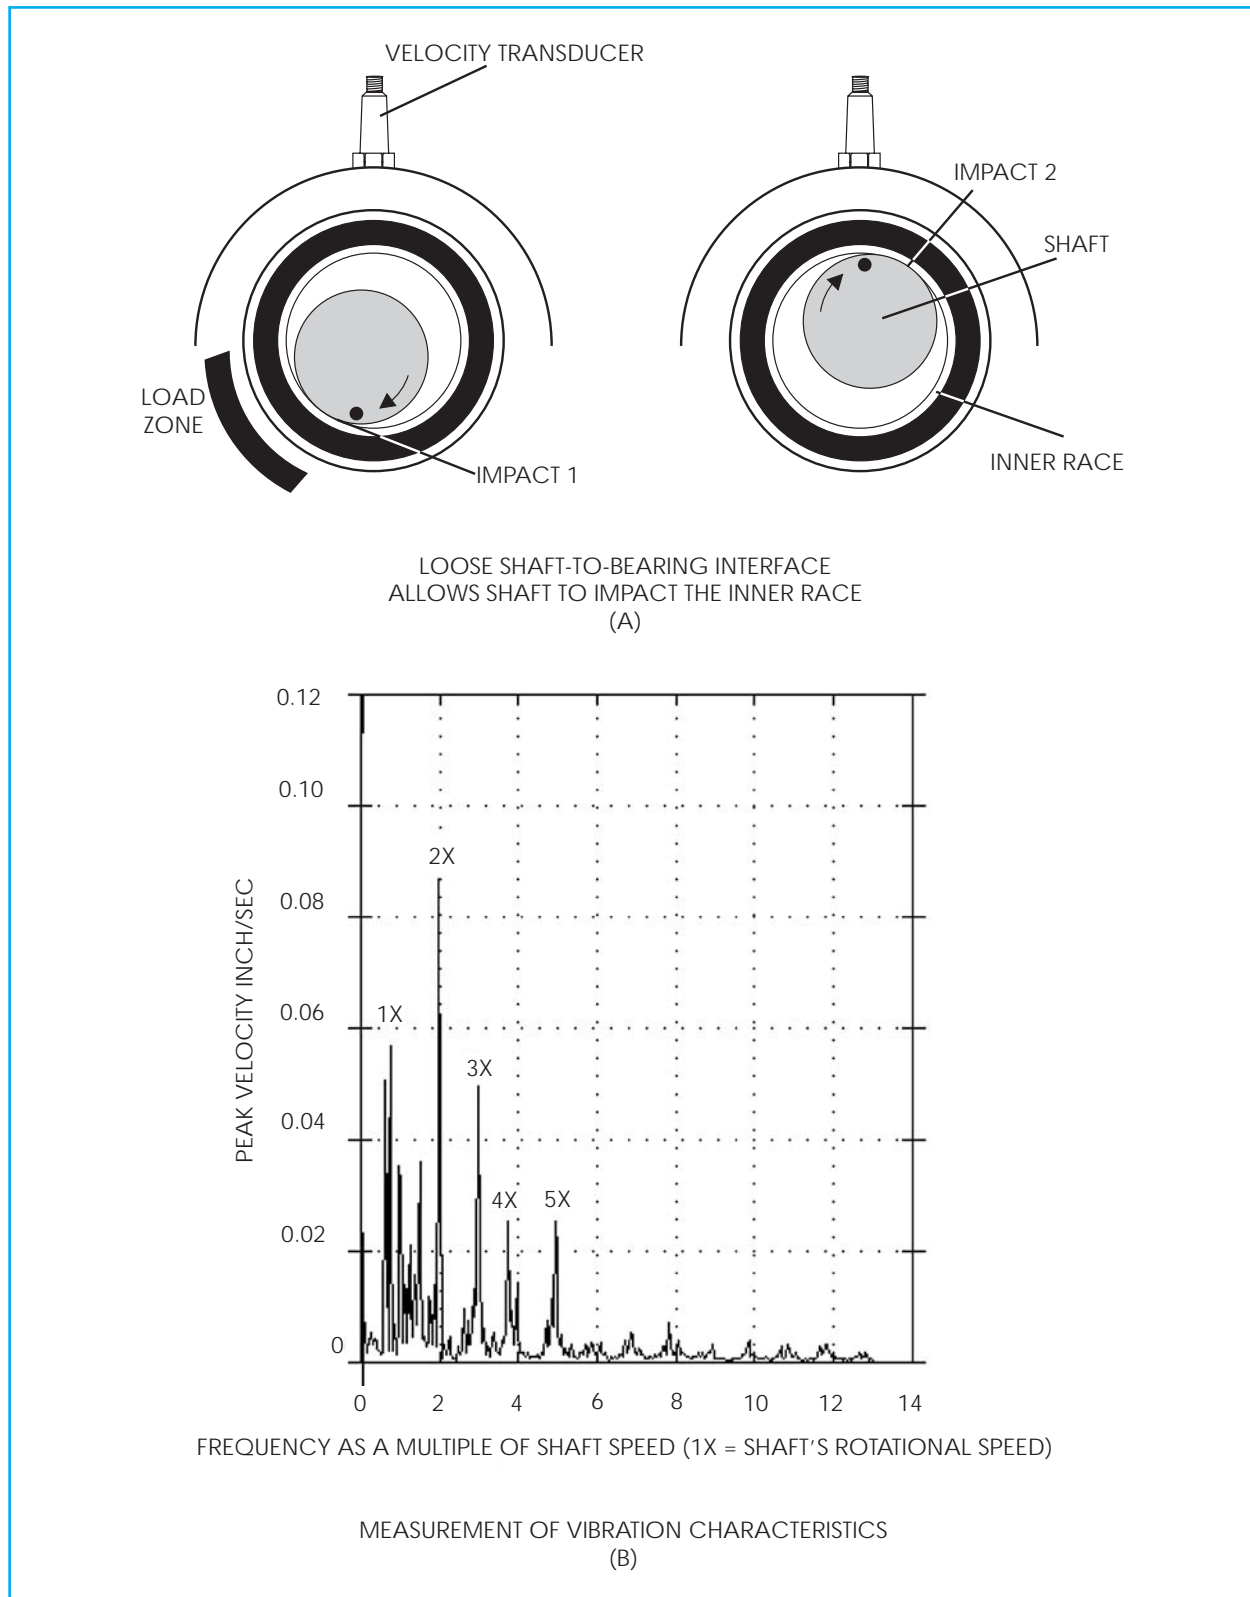 VELOCITY TRANSDUCER
LOAD
ZONE
IMPACT 1
IMPACT 2
SHAFT
INNER RACE
LOOSE SHAFT-TO-BEARING INTERFACE
ALLOWS SHAFT TO IMPACT THE INNER RACE
(A)
PEAK VELOCITY INCH/SEC
0.12
0.10
0.08
0.06
0.04
0.02
0
1X
2X
3X
4X
5X
0 2 4 6 8 10 12 14
FREQUENCY AS A MULTIPLE OF SHAFT SPEED (1X = SHAFT'S ROTATIONAL SPEED)
MEASUREMENT OF VIBRATION CHARACTERISTICS
(B)